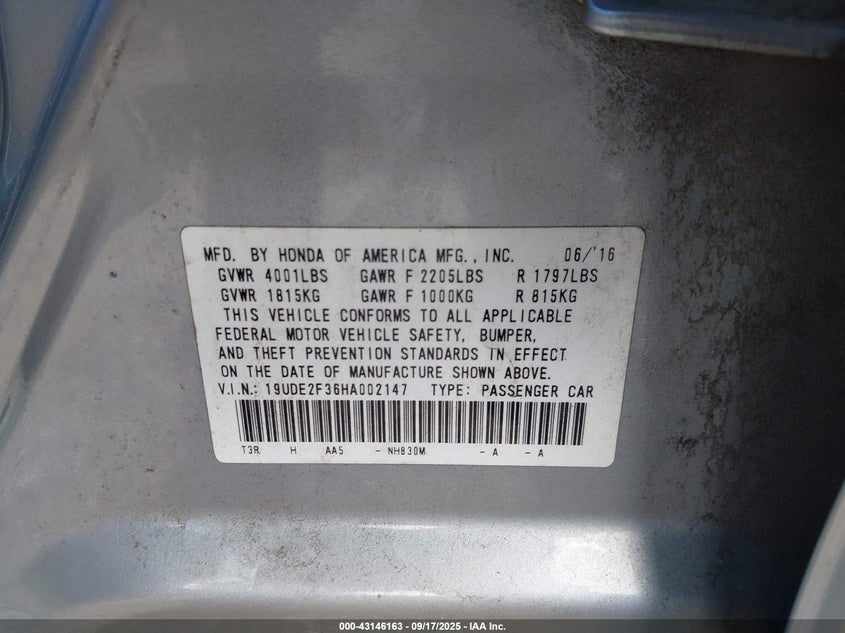 MFD. BY HONDA OF AMERICA MFG., INC. 06/'16
GVWR 4001LBS GAWR F 2205LBS R 1797LBS
GVWR 1815KG GAWR F 1000KG R 815KG
THIS VEHICLE CONFORMS TO ALL APPLICABLE
FEDERAL MOTOR VEHICLE SAFETY, BUMPER,
AND THEFT PREVENTION STANDARDS IN EFFECT
ON THE DATE OF MANUFACTURE SHOWN ABOVE.
V.I.N.: 19UDE2F36HA002147 TYPE: PASSENGER CAR
T3R H AA5 - NH830M - A - A
000-43146163 - 09/17/2025 - IAA Inc.